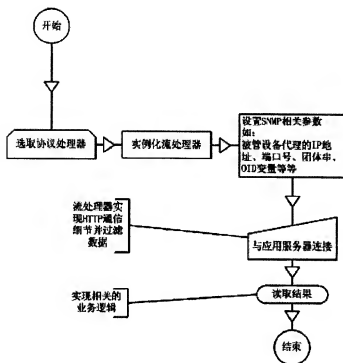 开始
选取协议处理器
实例化流处理器
设置SNMP相关参数
如:
被管设备代理的IP地
址、端口号、团体串、
OID变量等等
流处理器实
现HTTP通信
细节并过滤
数据
与应用服务器连接
实现相关的
业务逻辑
读取结果
结束